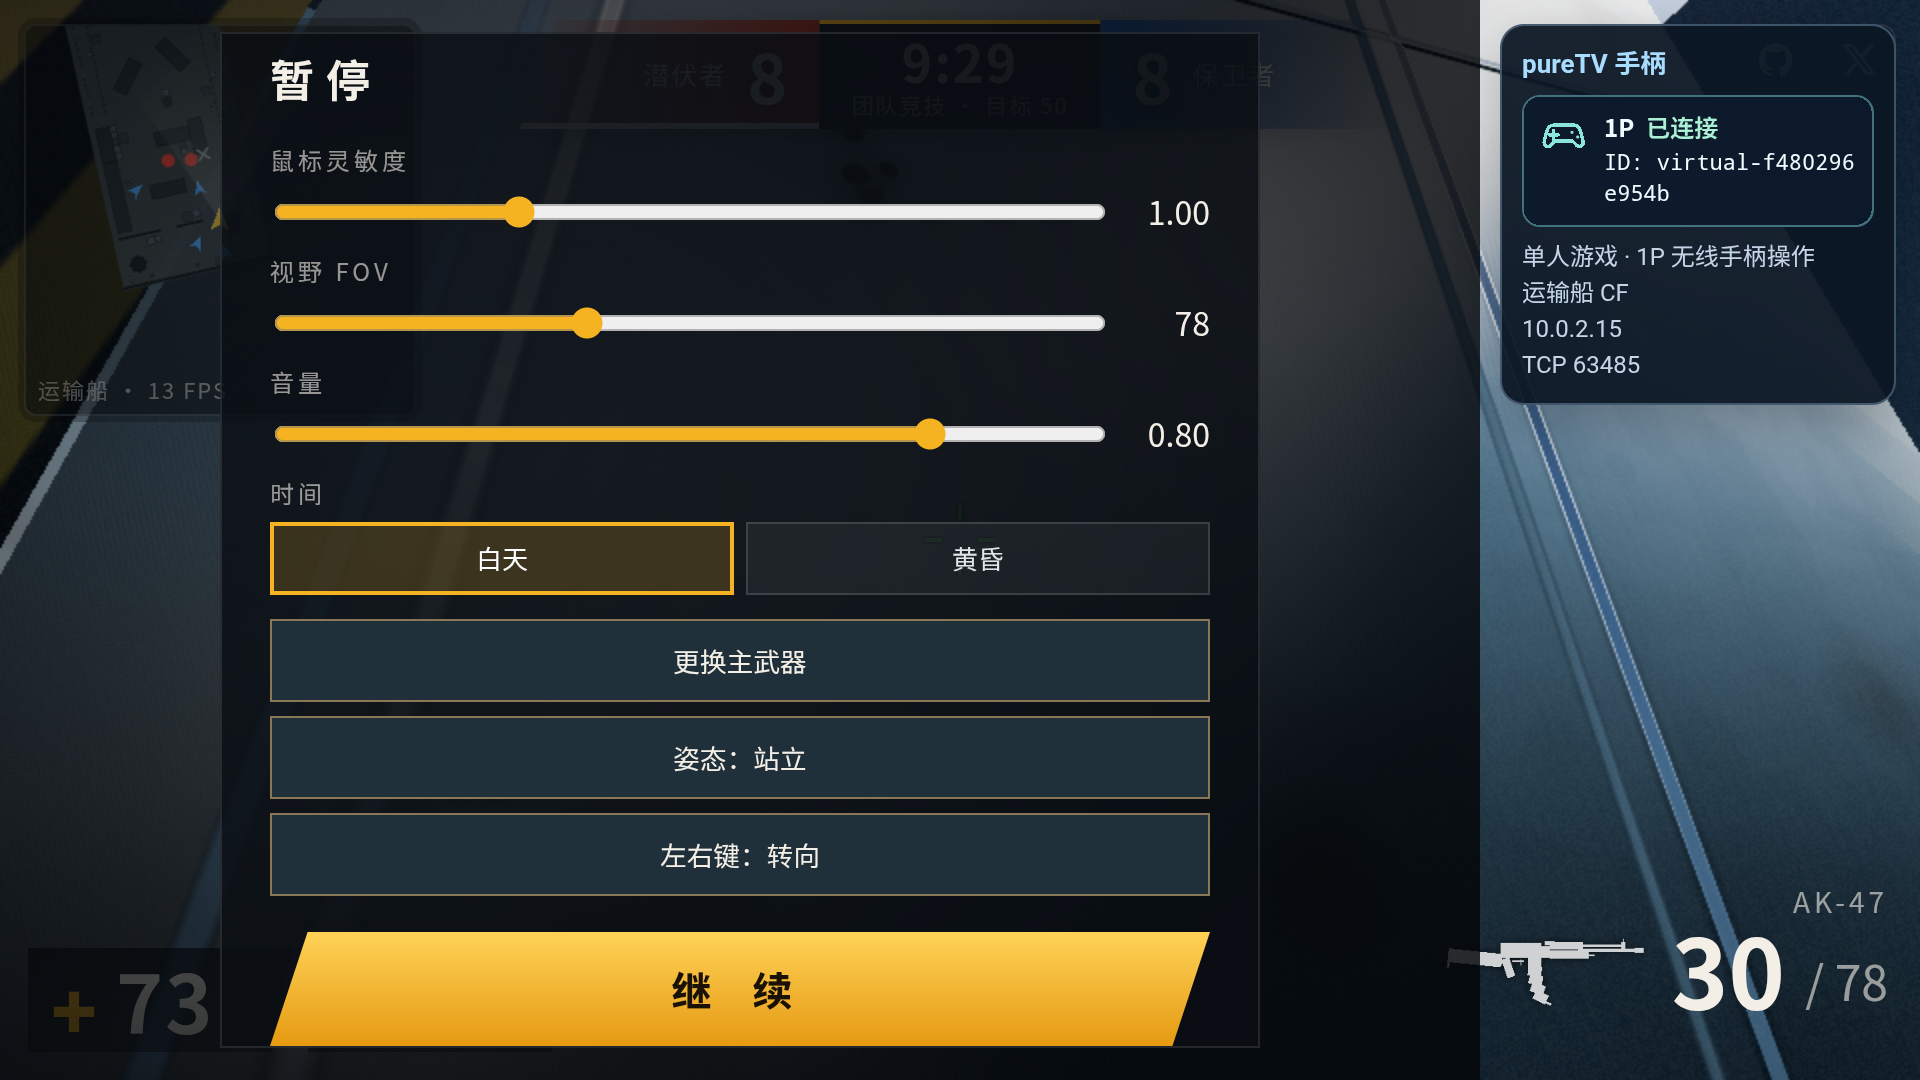 暂停
潜伏者 8
9:29
8 保卫者
团队竞技 · 目标 50
鼠标灵敏度
1.00
视野 FOV
78
运输船 · 13 FPS
音量
0.80
时间
白天
黄昏
更换主武器
姿态：站立
左右键：转向
继续
+ 73
pureTV 手柄
1P 已连接
ID: virtual-f480296
e954b
单人游戏 · 1P 无线手柄操作
运输船 CF
10.0.2.15
TCP 63485
AK-47
30 / 78